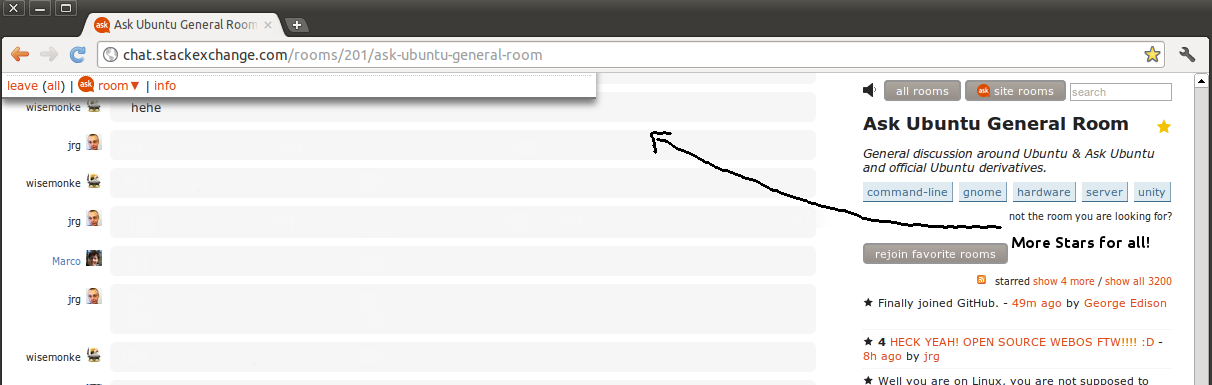 Ask Ubuntu General Room
chat.stackexchange.com/rooms/201/ask-ubuntu-general-room
leave (all) | ask room▼ | info
wisemonke hehe
jrg
wisemonke
jrg
Marco
jrg
wisemonke
all rooms ask site rooms search
Ask Ubuntu General Room
General discussion around Ubuntu & Ask Ubuntu
and official Ubuntu derivatives.
command-line gnome hardware server unity
not the room you are looking for?
More Stars for all!
rejoin favorite rooms
starred show 4 more / show all 3200
★ Finally joined GitHub. - 49m ago by George Edison
★ 4 HECK YEAH! OPEN SOURCE WEBOS FTW!!!! :D -
8h ago by jrg
★ Well you are on Linux, you are not supposed to